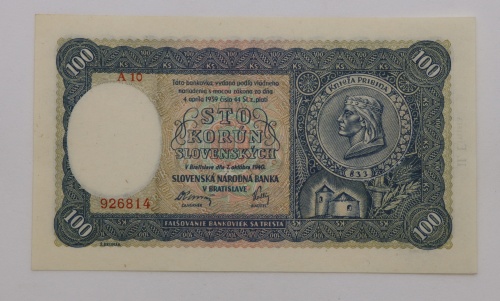 100
100
A 10
KNIEŽA PRIBINA
Táto bankovka, vydaná podľa vládneho
nariadenia s mocou zákona zo dňa
4. apríla 1939 číslo 44 Sl. z., platí
STO
KORÚN
SLOVENSKÝCH
V Bratislave dňa 7. októbra 1940.
SLOVENSKÁ NÁRODNÁ BANKA
V BRATISLAVE
833
926814
100
100
FALŠOVANIE BANKOVIEK SA TRESTÁ